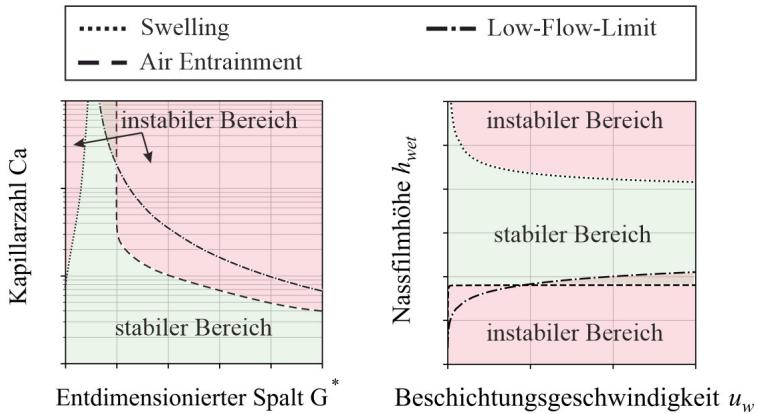 Swelling
Low-Flow-Limit
Air Entrainment
Kapillarzahl Ca
instabiler Bereich
stabiler Bereich
Entdimensionierter Spalt G*
Nassfilmhöhe h_wet
instabiler Bereich
stabiler Bereich
instabiler Bereich
Beschichtungsgeschwindigkeit u_w